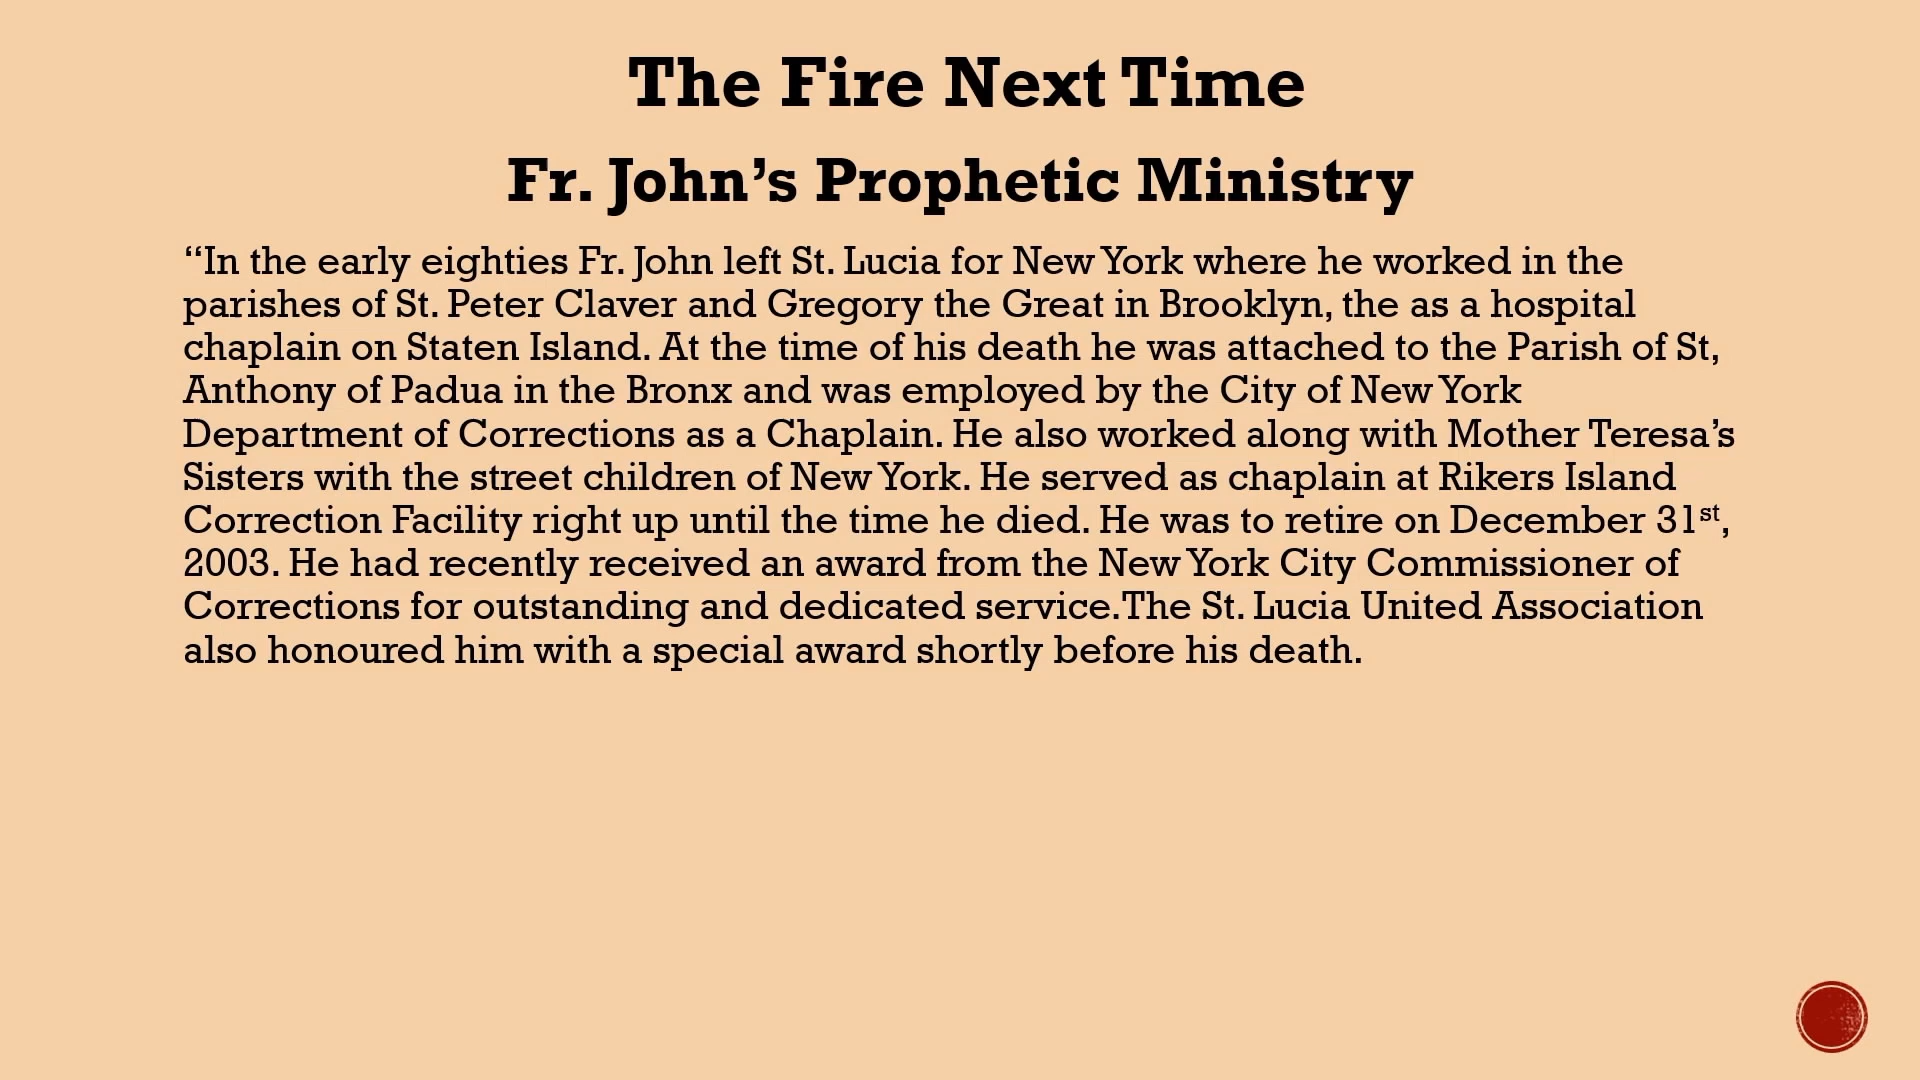 The Fire Next Time
Fr. John’s Prophetic Ministry
“In the early eighties Fr. John left St. Lucia for New York where he worked in the
parishes of St. Peter Claver and Gregory the Great in Brooklyn, the as a hospital
chaplain on Staten Island. At the time of his death he was attached to the Parish of St,
Anthony of Padua in the Bronx and was employed by the City of New York
Department of Corrections as a Chaplain. He also worked along with Mother Teresa’s
Sisters with the street children of New York. He served as chaplain at Rikers Island
Correction Facility right up until the time he died. He was to retire on December 31st,
2003. He had recently received an award from the New York City Commissioner of
Corrections for outstanding and dedicated service.The St. Lucia United Association
also honoured him with a special award shortly before his death.